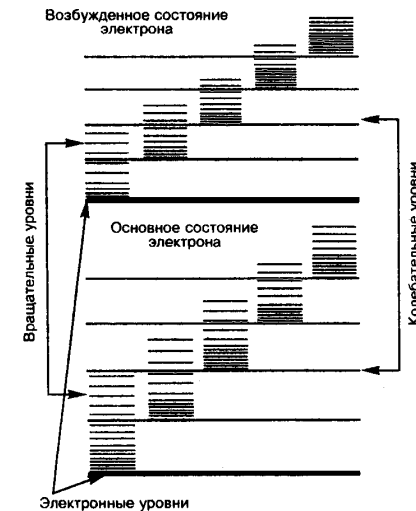 Возбужденное состояние
электрона
Основное состояние
электрона
Вращательные уровни
Колебательные уровни
Электронные уровни